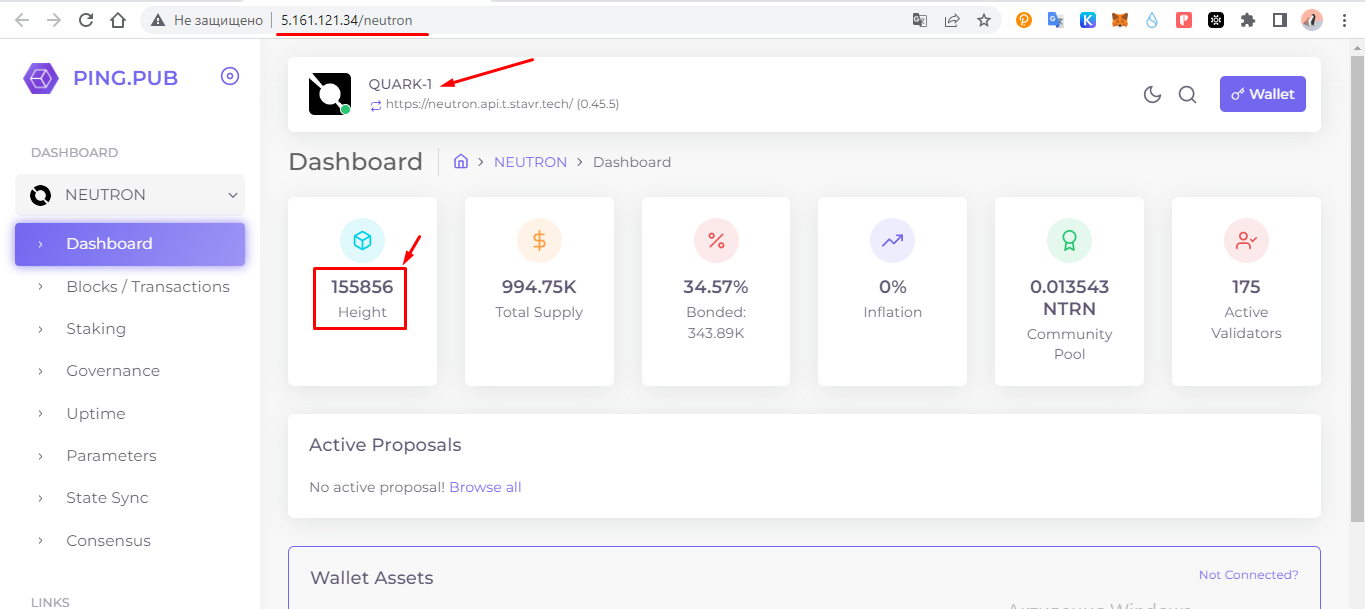 Не защищено
5.161.121.34/neutron
PING.PUB
DASHBOARD
NEUTRON
Dashboard
Blocks / Transactions
Staking
Governance
Uptime
Parameters
State Sync
Consensus
LINKS
QUARK-1
https://neutron.api.t.stavr.tech/ (0.45.5)
Wallet
Dashboard
NEUTRON
Dashboard
155856
Height
994.75K
Total Supply
34.57%
Bonded:
343.89K
0%
Inflation
0.013543
NTRN
Community
Pool
175
Active
Validators
Active Proposals
No active proposal! Browse all
Wallet Assets
Not Connected?
Активация Windows